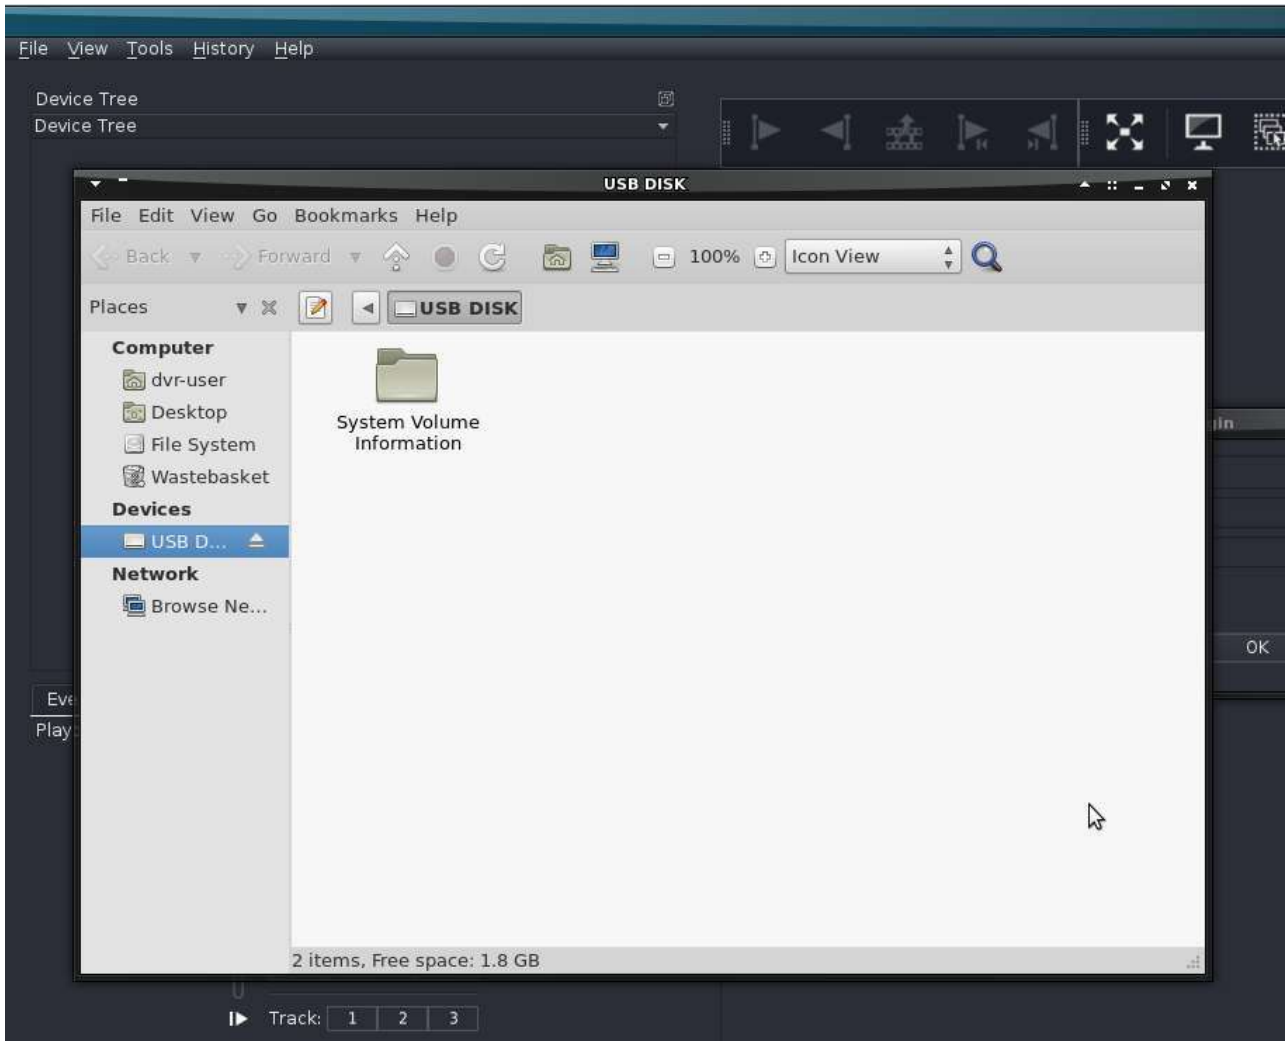 File View Tools History Help
Device Tree
Device Tree
USB DISK
File Edit View Go Bookmarks Help
Back Forward 100% Icon View
Places USB DISK
Computer
dvr-user
Desktop
File System
Wastebasket
Devices
USB D...
Network
Browse Ne...
System Volume
Information
gin
OK
Eve
Play
2 items, Free space: 1.8 GB
Track: 1 2 3